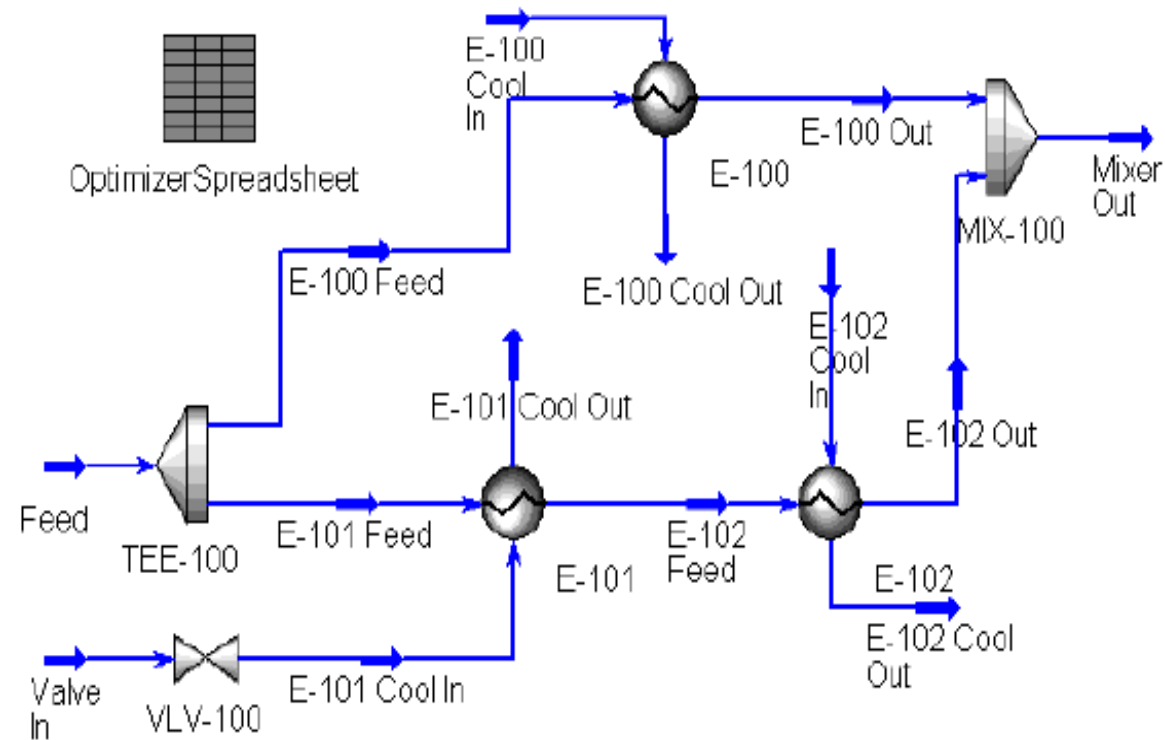 E-100
Cool
In
OptimizerSpreadsheet
E-100 Out
E-100
Mixer
Out
MIX-100
E-100 Feed
E-100 Cool Out
E-102
Cool
In
E-101 Cool Out
E-102 Out
Feed
TEE-100
E-101 Feed
E-102
Feed
E-101
E-102
E-102 Cool
Out
Valve
In
VLV-100
E-101 Cool In